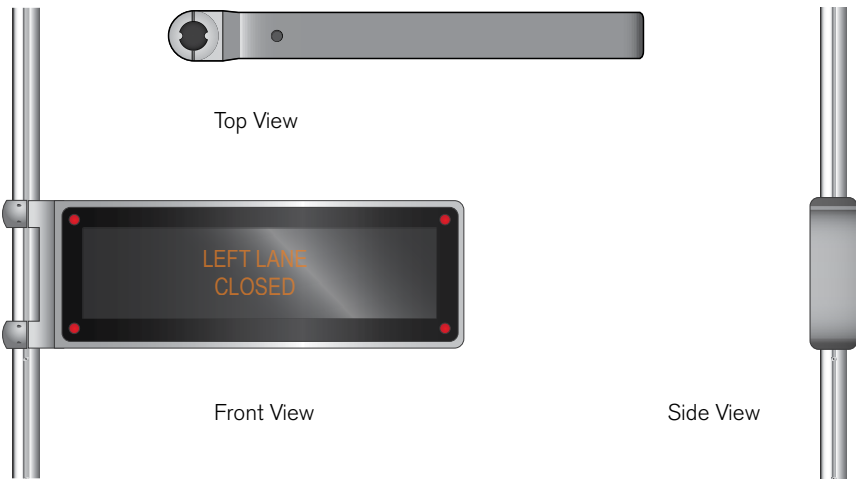 Top View
LEFT LANE
CLOSED
Front View
Side View